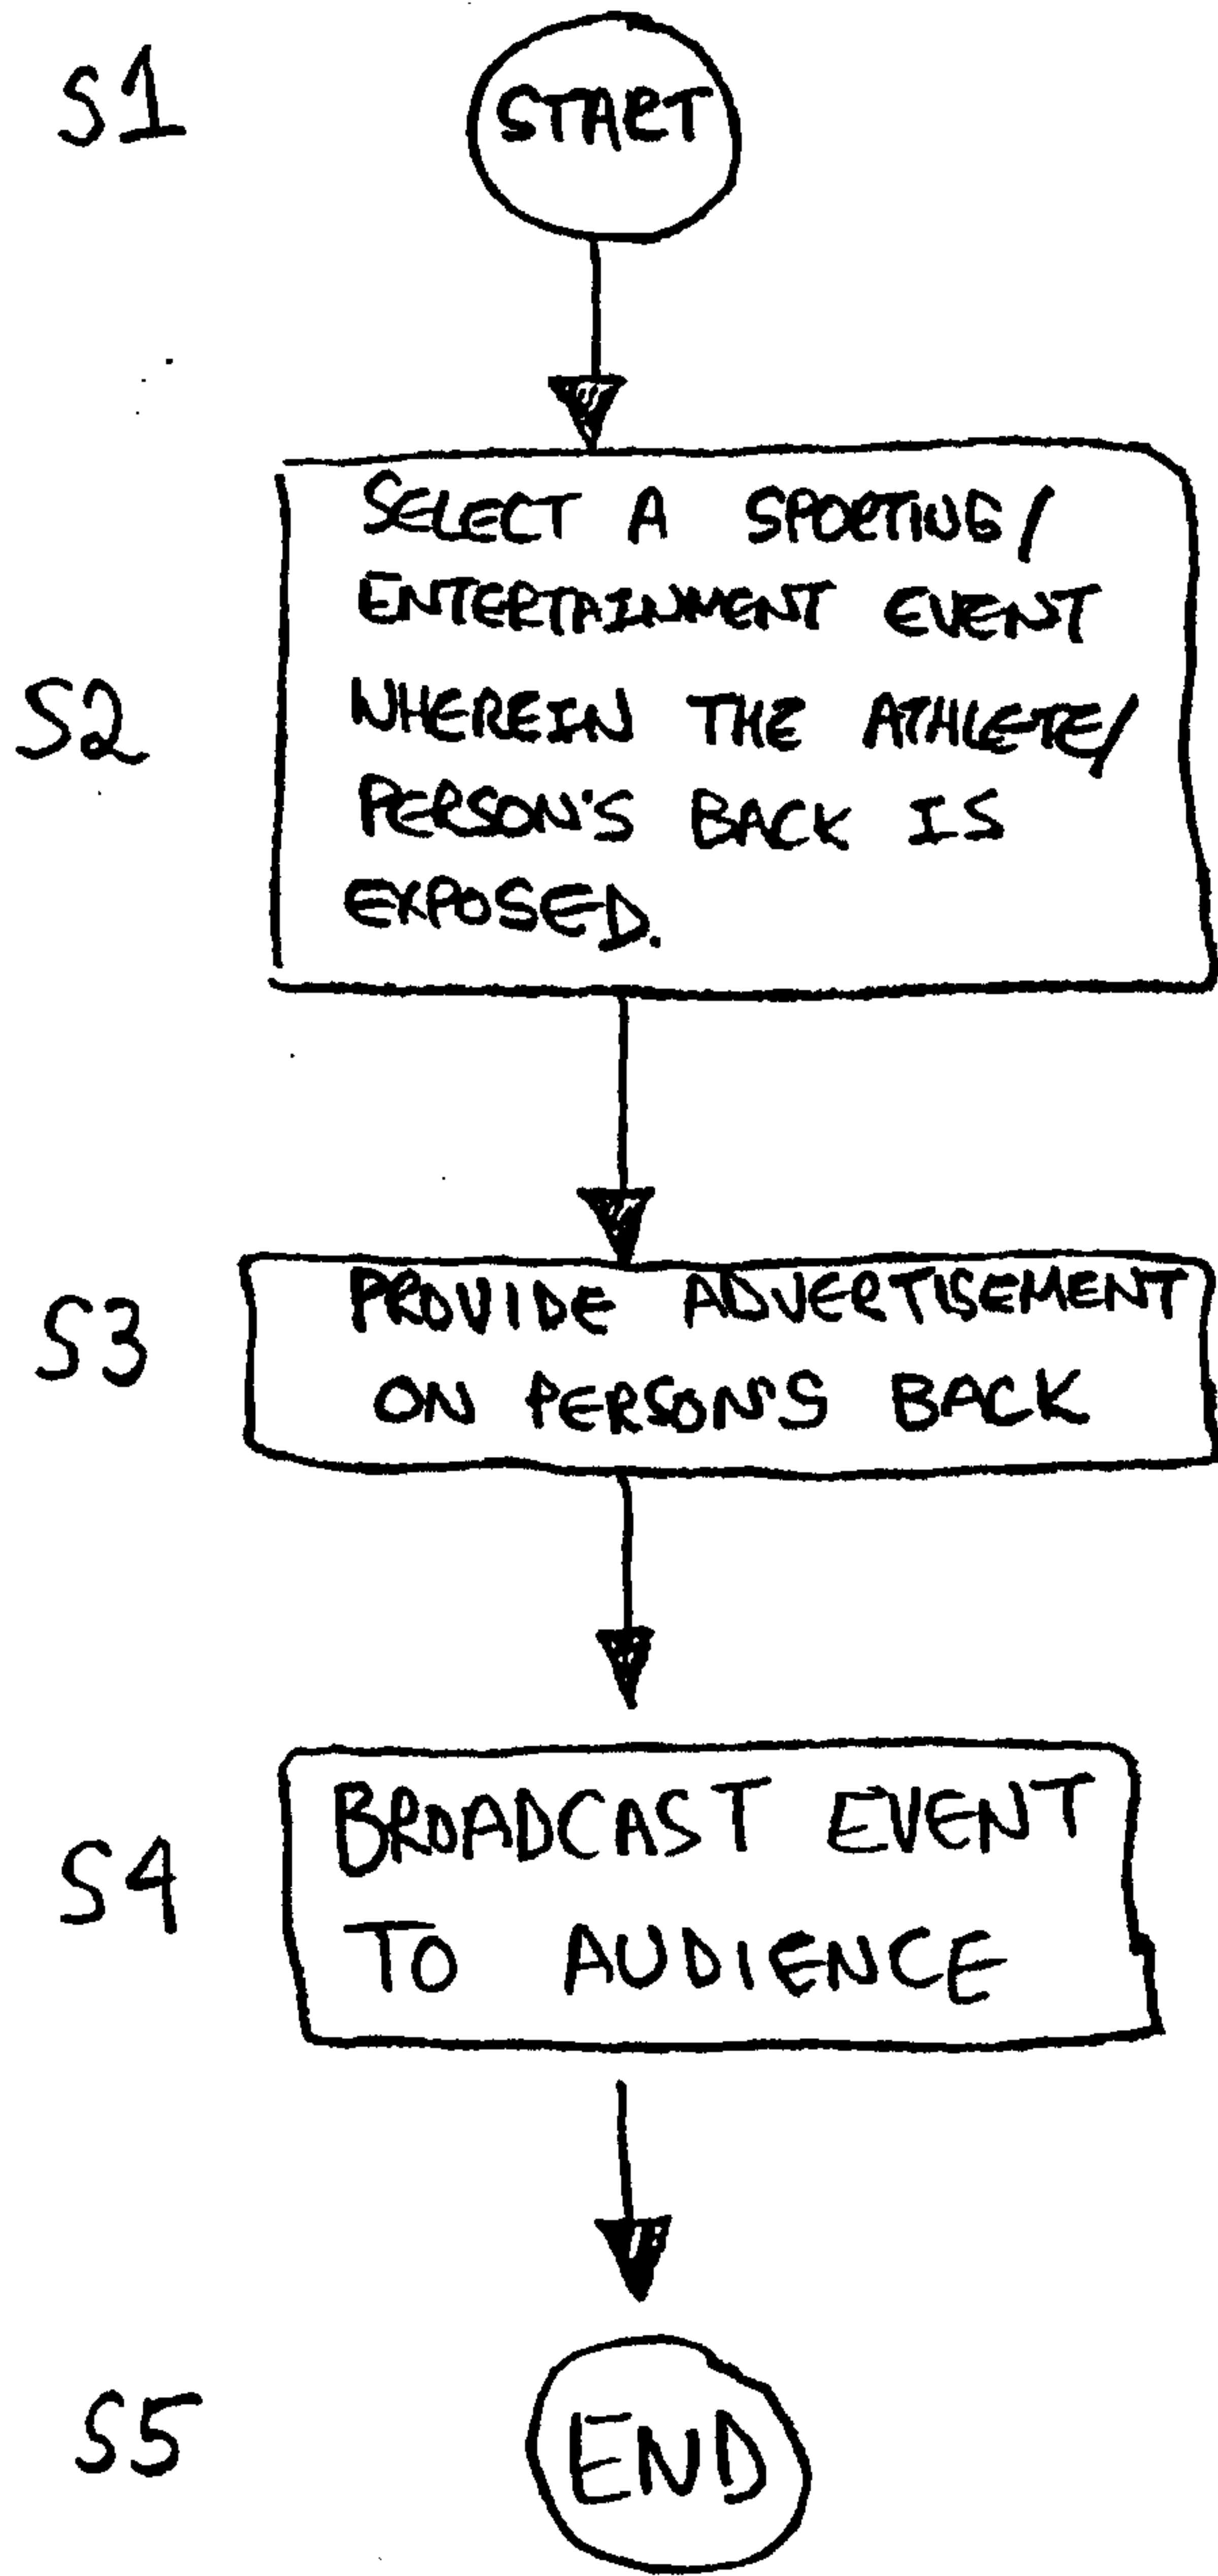 S1
START
SELECT A SPORTING/
ENTERTAINMENT EVENT
WHEREIN THE ATHLETE/
PERSON'S BACK IS
EXPOSED.
S2
S3
PROVIDE ADVERTISEMENT
ON PERSON'S BACK
S4
BROADCAST EVENT
TO AUDIENCE
S5
END